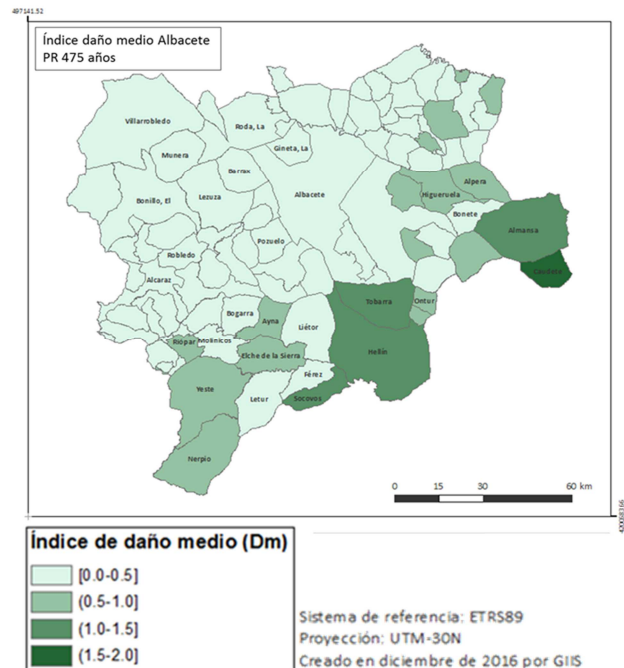 497141.52
Índice daño medio Albacete
PR 475 años
Villarrobledo
Roda, La
Gineta, La
Munera
Barrax
Alpera
Albacete
Higueruela
Bonillo, El
Lezuza
Bonete
Almansa
Pozuelo
Robledo
Caudete
Alcaraz
Tobarra
Ontur
Bogarra
Ayna
Liétor
Riópar
Molinicos
Elche de la Sierra
Hellín
Férez
Yeste
Letur
Socovos
Nerpio
0 15 30 60 km
Índice de daño medio (Dm)
[0.0-0.5]
(0.5-1.0]
(1.0-1.5]
(1.5-2.0]
Sistema de referencia: ETRS89
Proyección: UTM-30N
Creado en diciembre de 2016 por GIIS